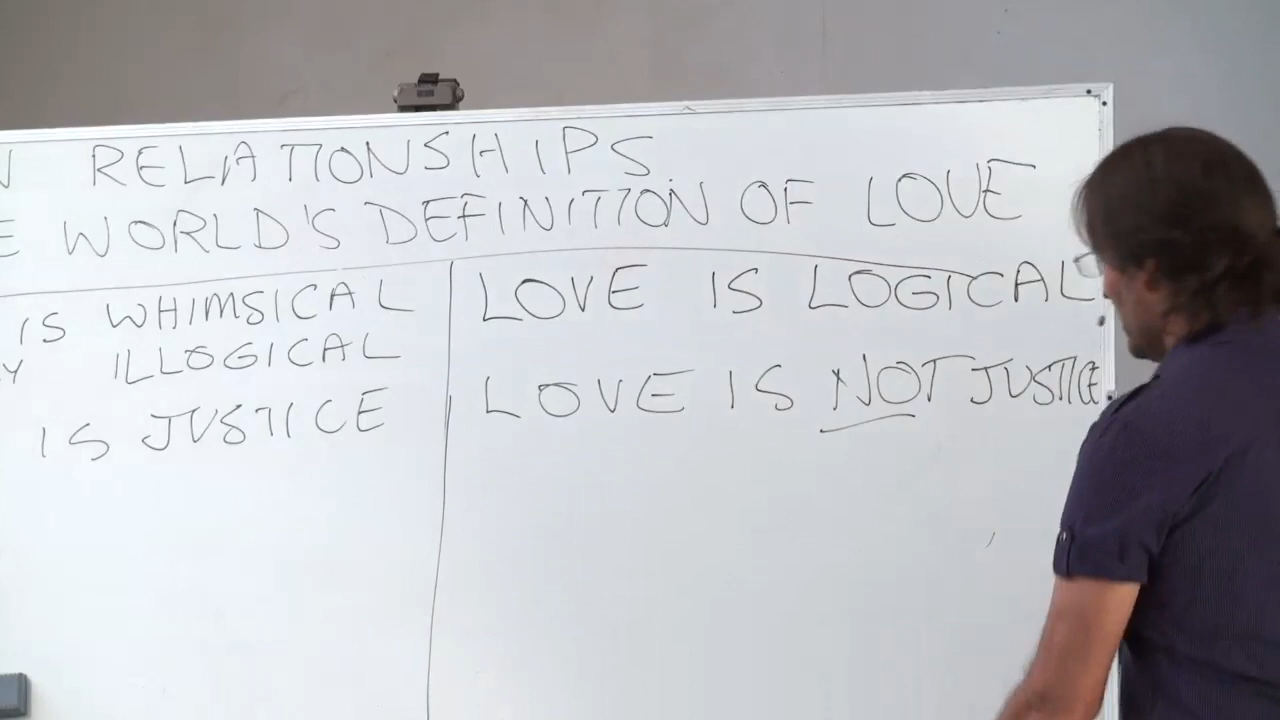 RELATIONSHIPS
WORLD'S DEFINITION OF LOVE
IS WHIMSICAL
ILLOGICAL
IS JUSTICE
LOVE IS LOGICAL
LOVE IS NOT JUSTICE